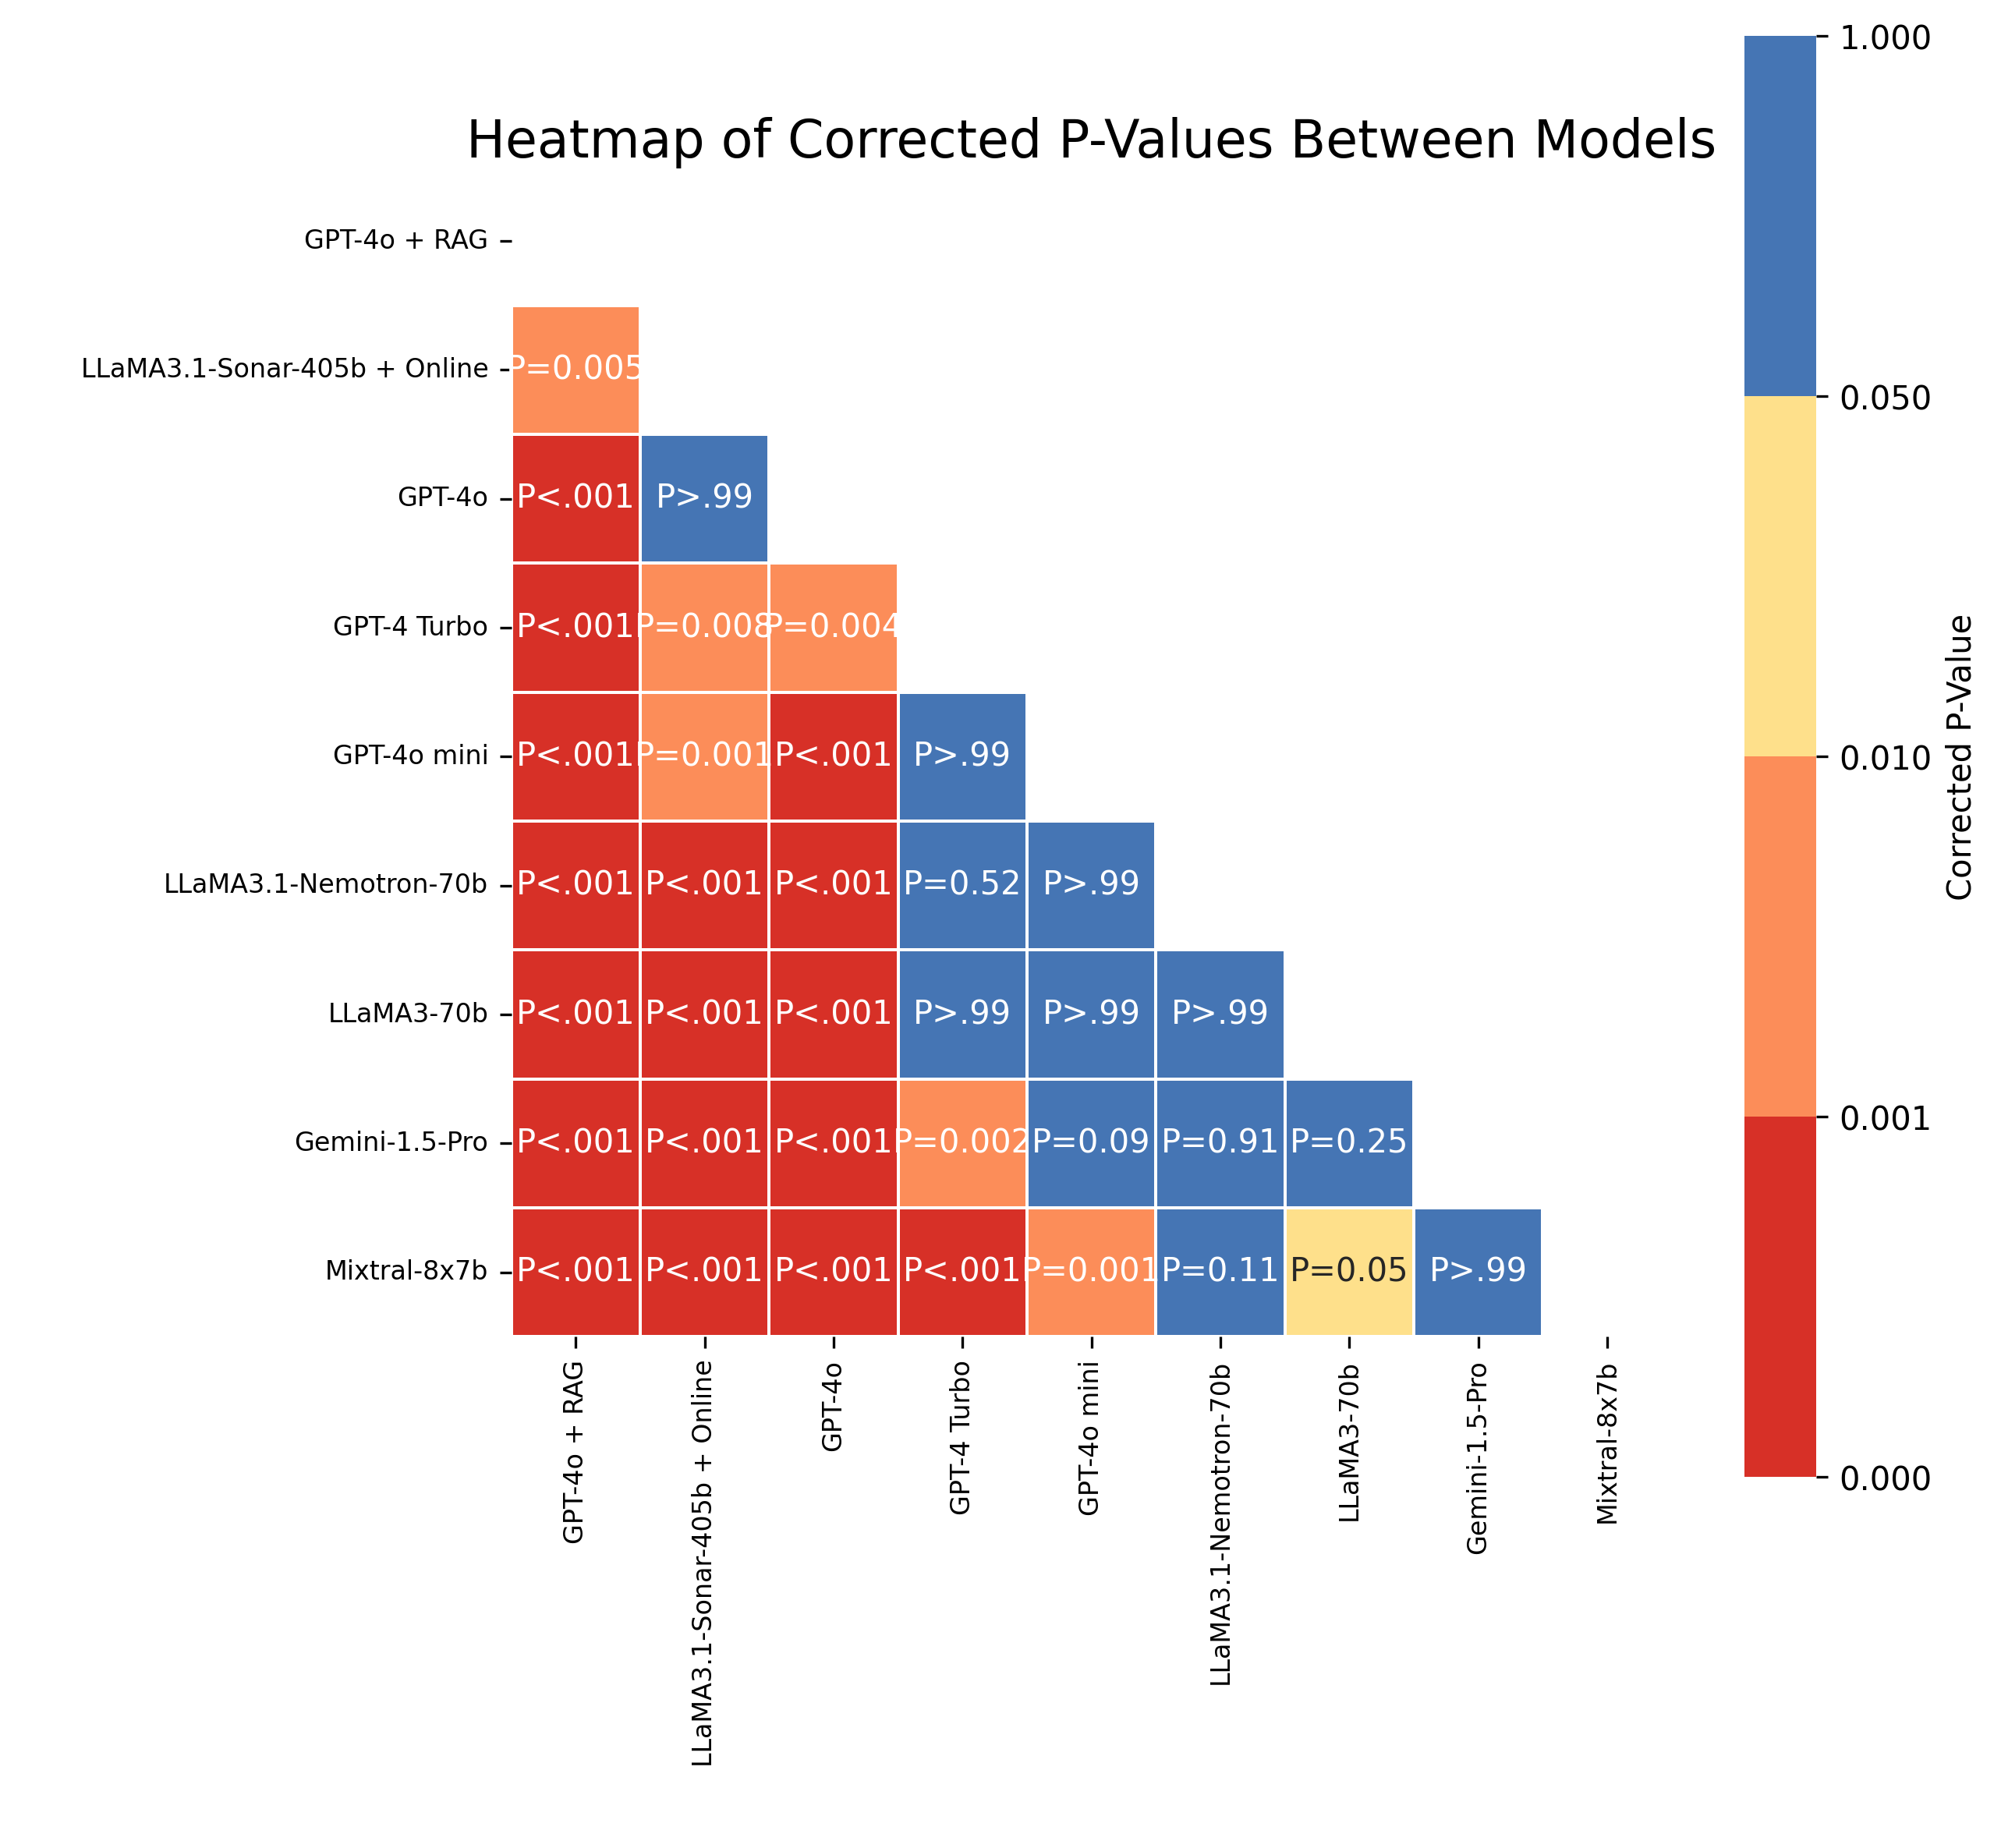 1.000
Heatmap of Corrected P-Values Between Models
GPT-4o + RAG
LLaMA3.1-Sonar-405b + Online P=0.005
0.050
GPT-4o P<.001 P>.99
GPT-4 Turbo P<.001 P=0.008 P=0.004
GPT-4o mini P<.001 P=0.001 P<.001 P>.99
0.010
Corrected P-Value
LLaMA3.1-Nemotron-70b P<.001 P<.001 P<.001 P=0.52 P>.99
LLaMA3-70b P<.001 P<.001 P<.001 P>.99 P>.99 P>.99
0.001
Gemini-1.5-Pro P<.001 P<.001 P<.001 P=0.002 P=0.09 P=0.91 P=0.25
Mixtral-8x7b P<.001 P<.001 P<.001 P<.001 P=0.001 P=0.11 P=0.05 P>.99
0.000
GPT-4o + RAG
LLaMA3.1-Sonar-405b + Online
GPT-4o
GPT-4 Turbo
GPT-4o mini
LLaMA3.1-Nemotron-70b
LLaMA3-70b
Gemini-1.5-Pro
Mixtral-8x7b